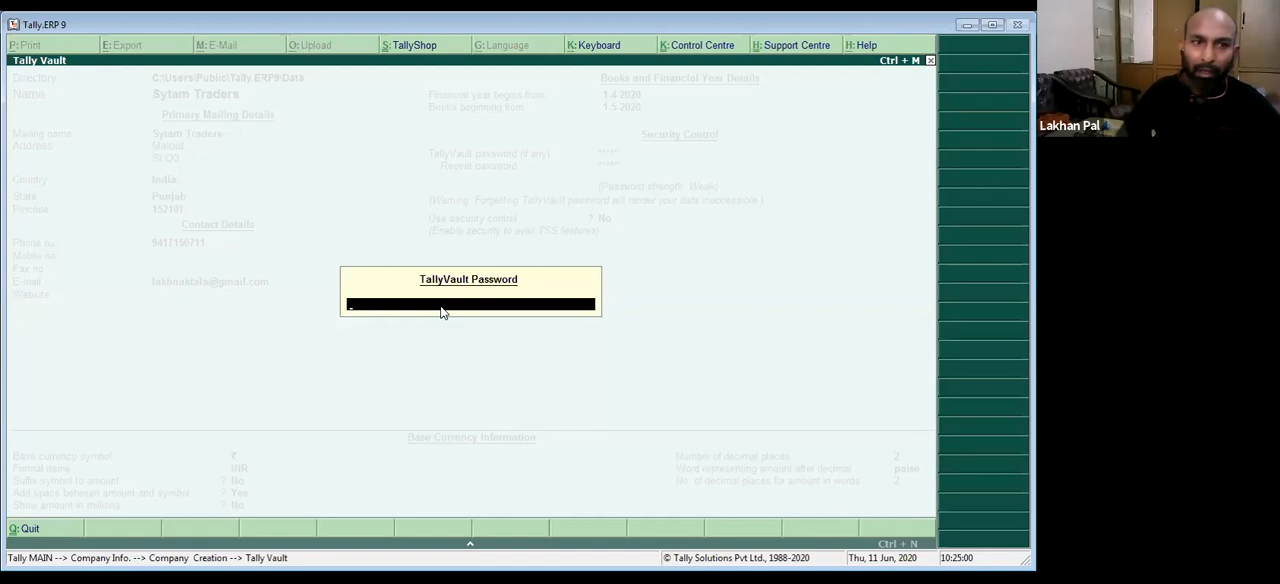 Tally.ERP 9
P: Print E: Export M: E-Mail O: Upload S: TallyShop G: Language K: Keyboard K: Control Centre H: Support Centre H: Help
Tally Vault Ctrl + M
Directory C:\Users\Public\Tally.ERP9\Data
Name Sytam Traders
Primary Mailing Details
Mailing name Sytam Traders
Address Malout
Country India
State Punjab
Pincode 152107
Contact Details
Phone no. 9417150711
Mobile no.
Fax no
E-mail lakhnaktala@gmail.com
Website
Books and Financial Year Details
Financial year begins from 1-4-2020
Books beginning from 1-5-2020
Security Control
TallyVault password (if any) *****
Repeat password *****
(Password strength Weak)
(Warning: Forgetting TallyVault password will render your data inaccessible.)
Use security control ? No
(Enable security to avail TSS features)
TallyVault Password
Base Currency Information
Base currency symbol ₹
Formal name INR
Suffix symbol to amount ? No
Add space between amount and symbol ? Yes
Show amount in millions ? No
Number of decimal places 2
Word representing amount after decimal paise
No. of decimal places for amount in words 2
Q: Quit
Ctrl + N
Tally MAIN --> Company Info. --> Company Creation --> Tally Vault © Tally Solutions Pvt Ltd., 1988-2020 Thu, 11 Jun, 2020 10:25:00
Lakhan Pal